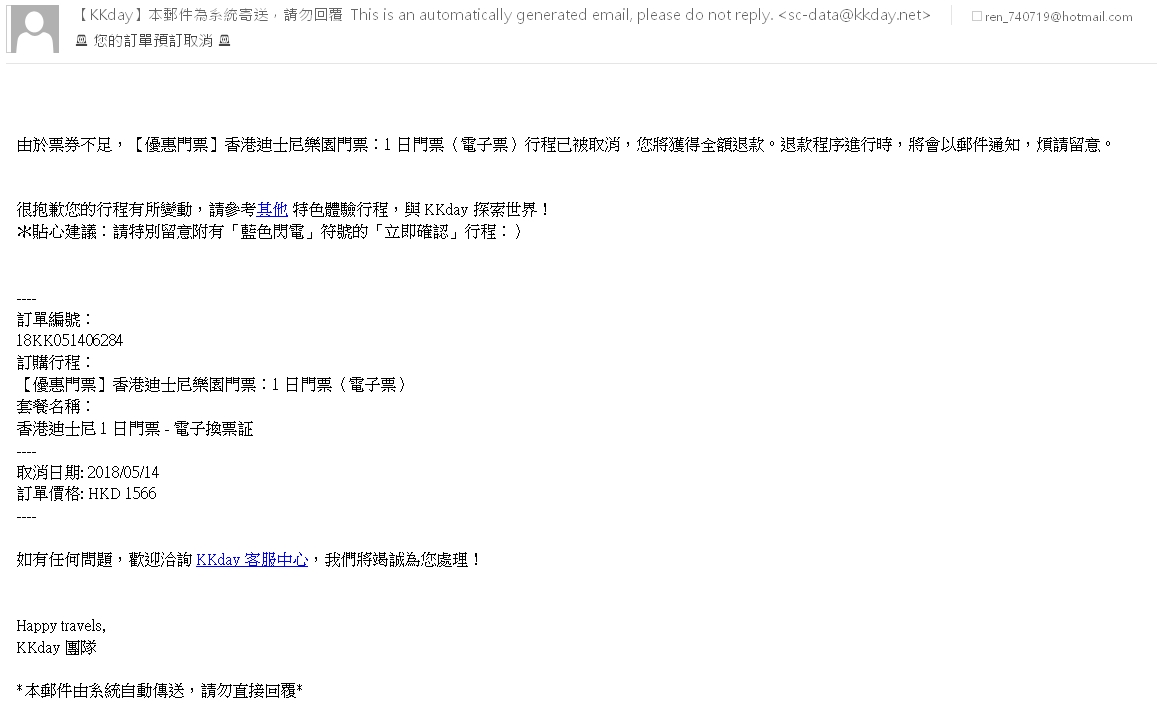 【KKday】本郵件為系統寄送，請勿回覆 This is an automatically generated email, please do not reply. <sc-data@kkday.net>
ren_740719@hotmail.com
您的訂單預訂取消
由於票券不足，【優惠門票】香港迪士尼樂園門票：1 日門票（電子票）行程已被取消，您將獲得全額退款。退款程序進行時，將會以郵件通知，煩請留意。
很抱歉您的行程有所變動，請參考其他 特色體驗行程，與 KKday 探索世界！
＊貼心建議：請特別留意附有「藍色閃電」符號的「立即確認」行程：）
----
訂單編號：
18KK051406284
訂購行程：
【優惠門票】香港迪士尼樂園門票：1 日門票（電子票）
套餐名稱：
香港迪士尼 1 日門票 - 電子換票証
----
取消日期: 2018/05/14
訂單價格: HKD 1566
----
如有任何問題，歡迎洽詢 KKday 客服中心，我們將竭誠為您處理！
Happy travels,
KKday 團隊
*本郵件由系統自動傳送，請勿直接回覆*